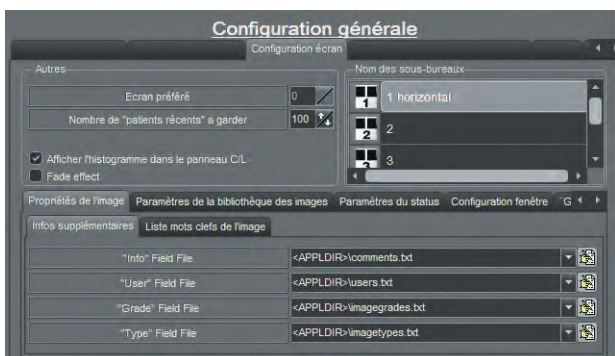 Configuration générale
Configuration écran
Autres
Nom des sous-bureaux
Ecran préféré
0
Nombre de "patients récents" a garder
100
Afficher l'histogramme dans le panneau C/L
Fade effect
1
1 horizontal
2
2
3
3
Propriétés de l'image
Paramètres de la bibliothèque des images
Paramètres du status
Configuration fenêtre
Infos supplémentaires
Liste mots clefs de l'image
"Info" Field File
<APPLDIR>\comments.txt
"User" Field File
<APPLDIR>\users.txt
"Grade" Field File
<APPLDIR>\imagegrades.txt
"Type" Field File
<APPLDIR>\imagetypes.txt